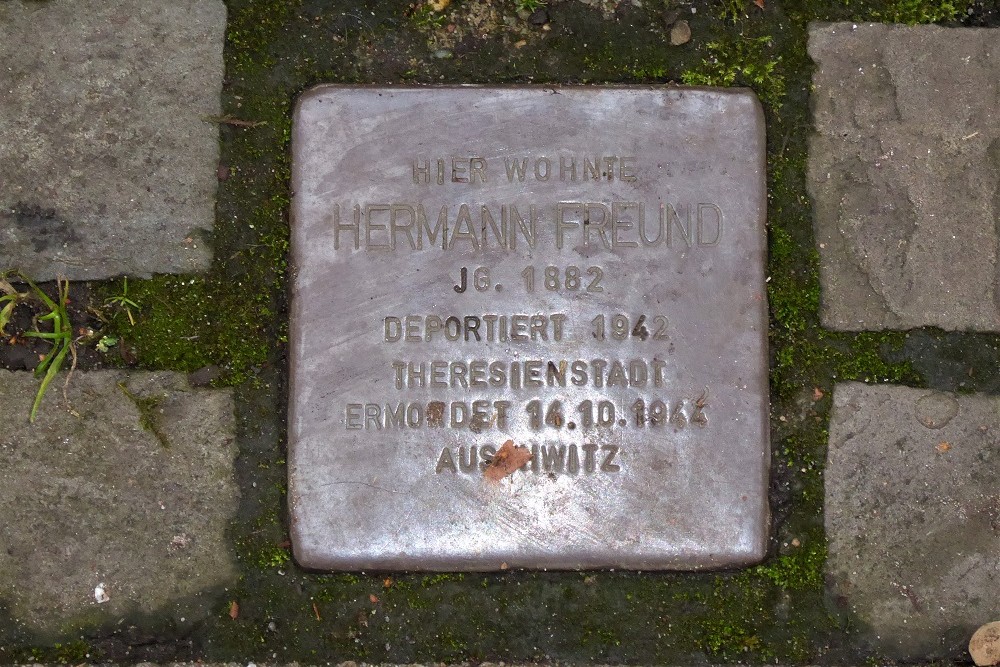 HIER WOHNTE
HERMANN FREUND
JG. 1882
DEPORTIERT 1942
THERESIENSTADT
ERMORDET 14.10.1944
AUSCHWITZ